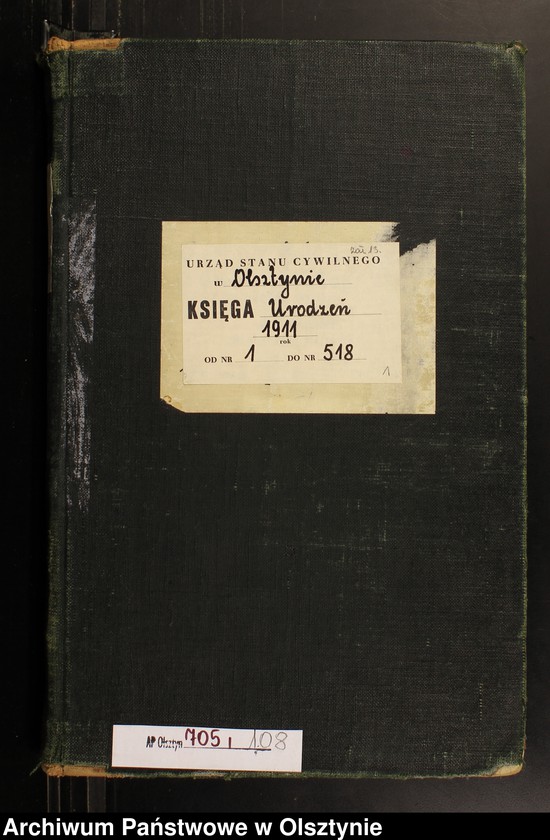 Zał 13.
URZĄD STANU CYWILNEGO
w Olsztynie
KSIĘGA Urodzeń
1911
rok
OD NR 1 DO NR 518
1
AP Olsztyn 705 108
Archiwum Państwowe w Olsztynie